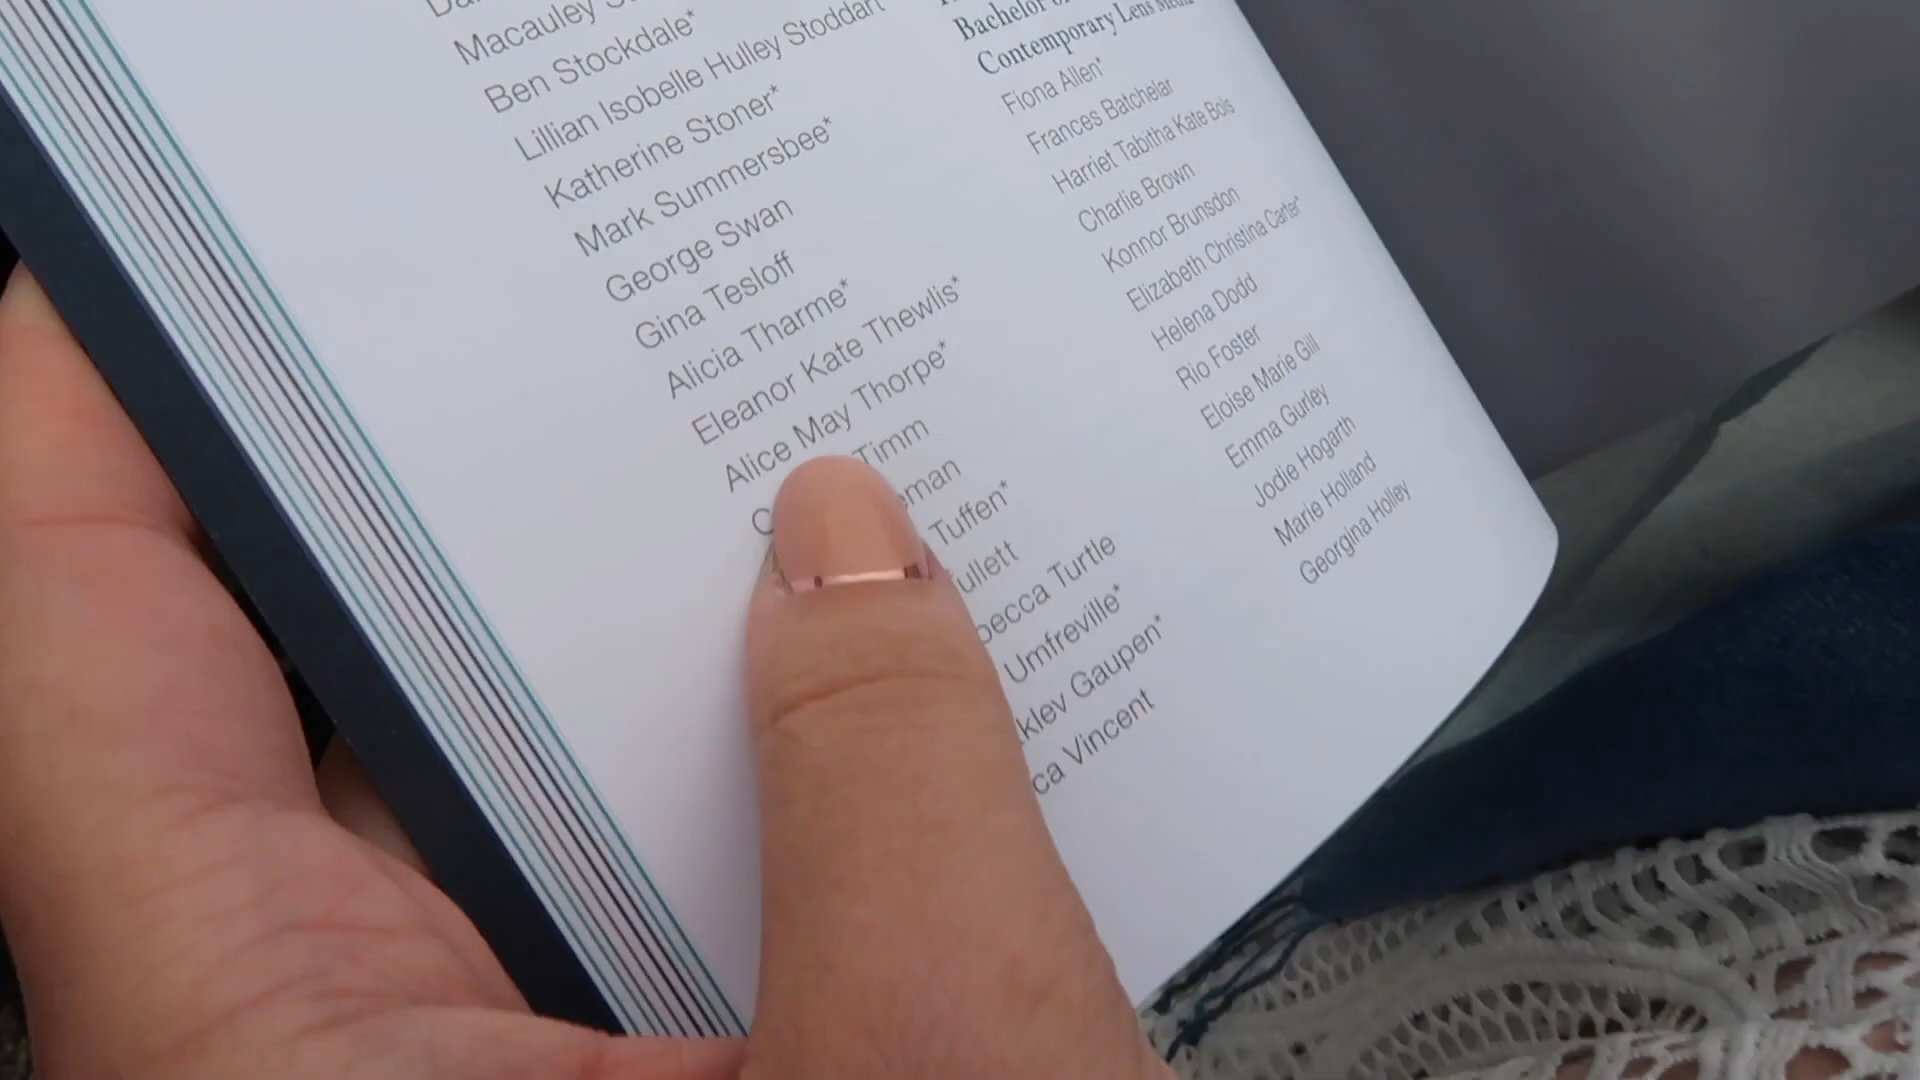 Macauley
Ben Stockdale*
Lillian Isobelle Hulley Stoddart
Katherine Stoner*
Mark Summersbee*
George Swan
Gina Tesloff
Alicia Tharme*
Eleanor Kate Thewlis*
Alice May Thorpe*
Timm
Tuffen*
Turtle
Umfreville*
Gaupen*
Vincent
Bachelor
Contemporary Lens Media
Fiona Allen*
Frances Batchelar
Harriet Tabitha Kate Bols
Charlie Brown
Konnor Brunsdon
Elizabeth Christina Carter*
Helena Dodd
Rio Foster
Eloise Marie Gill
Emma Gurley
Jodie Hogarth
Marie Holland
Georgina Holley